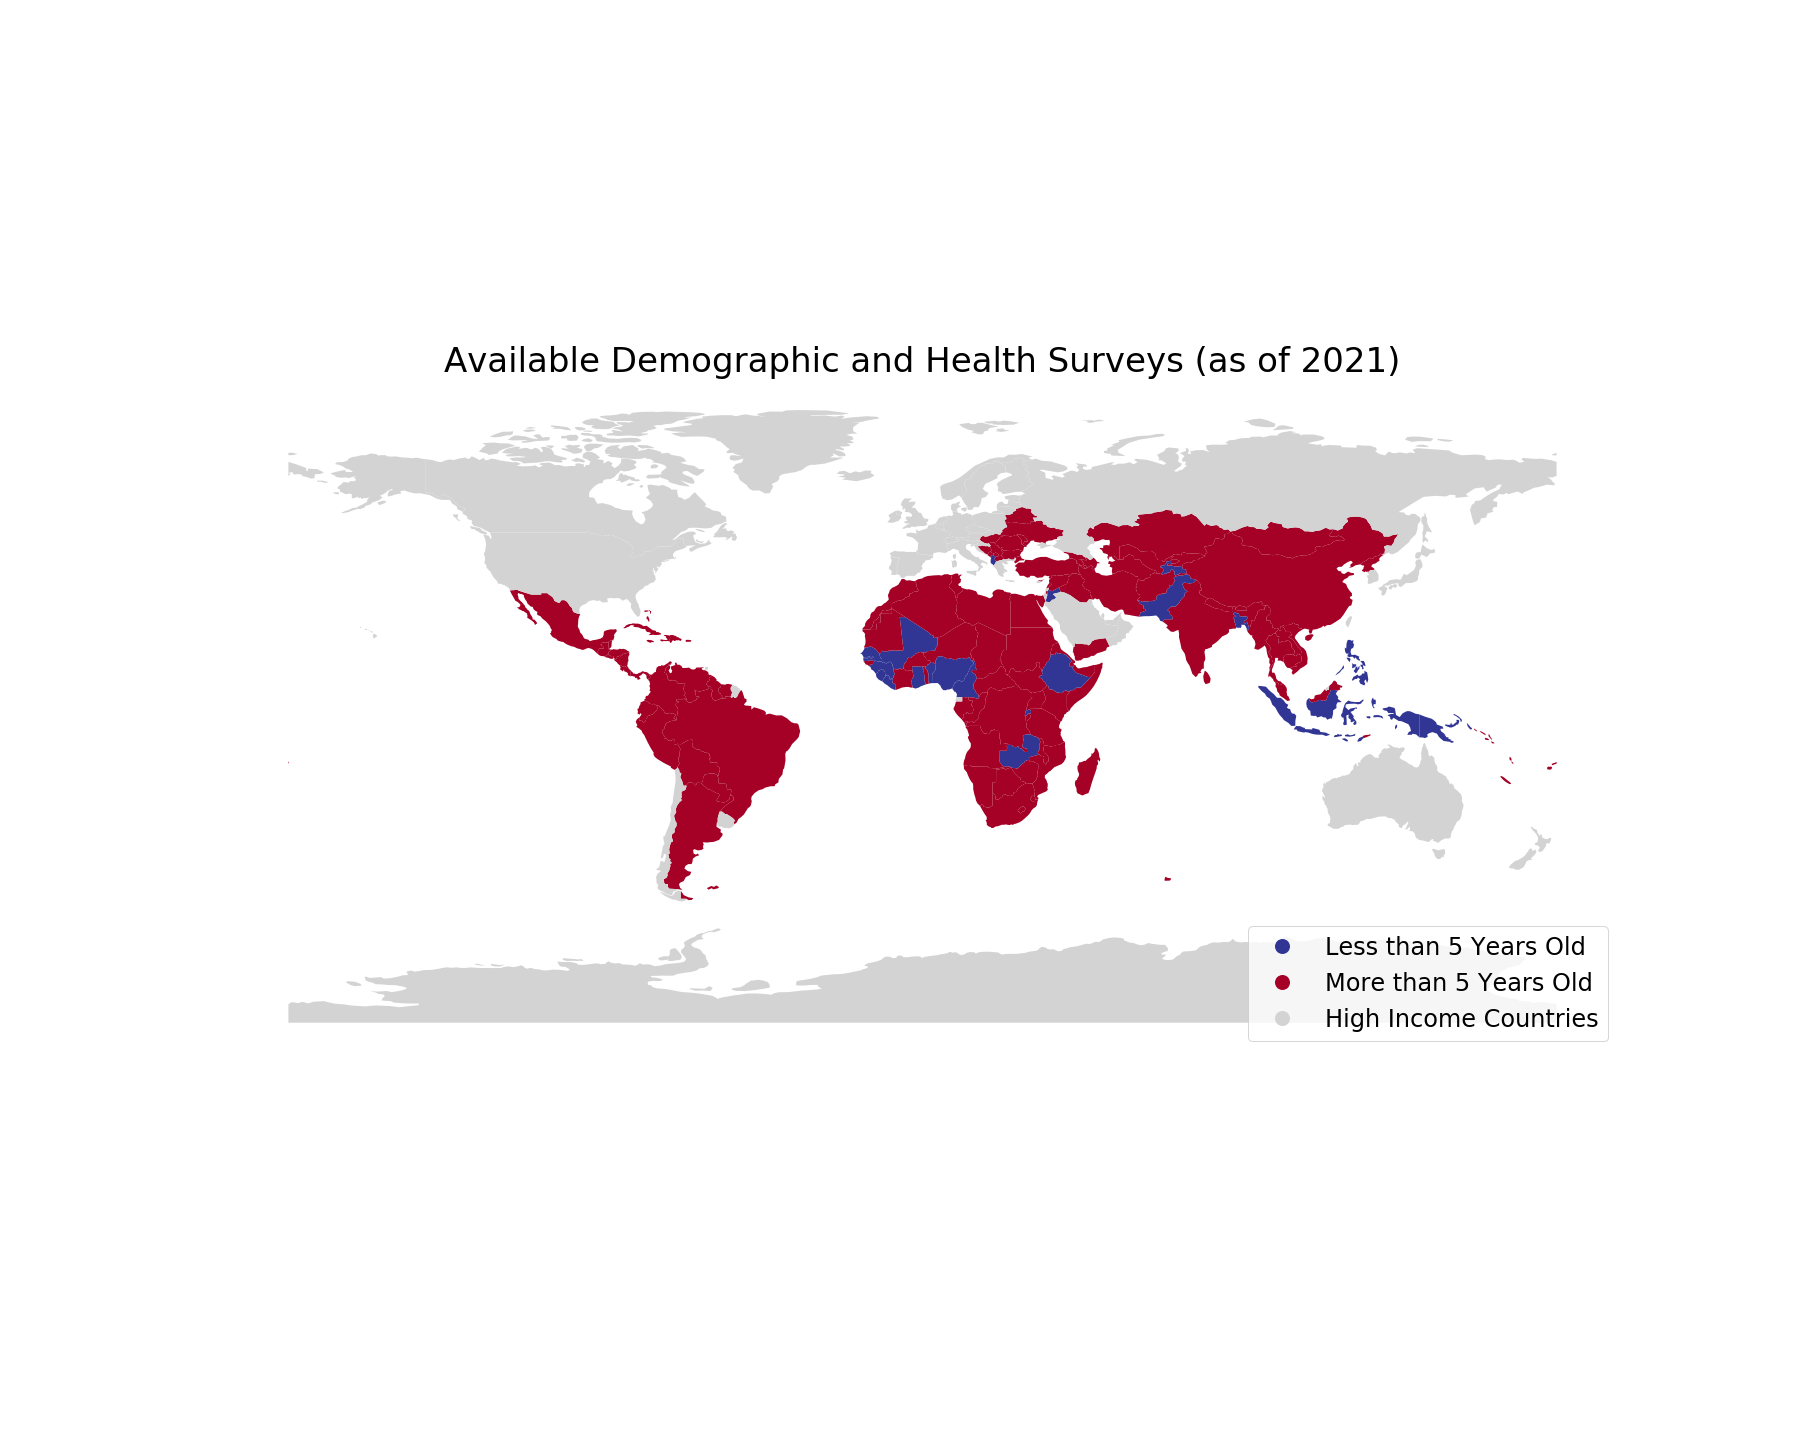 Available Demographic and Health Surveys (as of 2021)
Less than 5 Years Old
More than 5 Years Old
High Income Countries